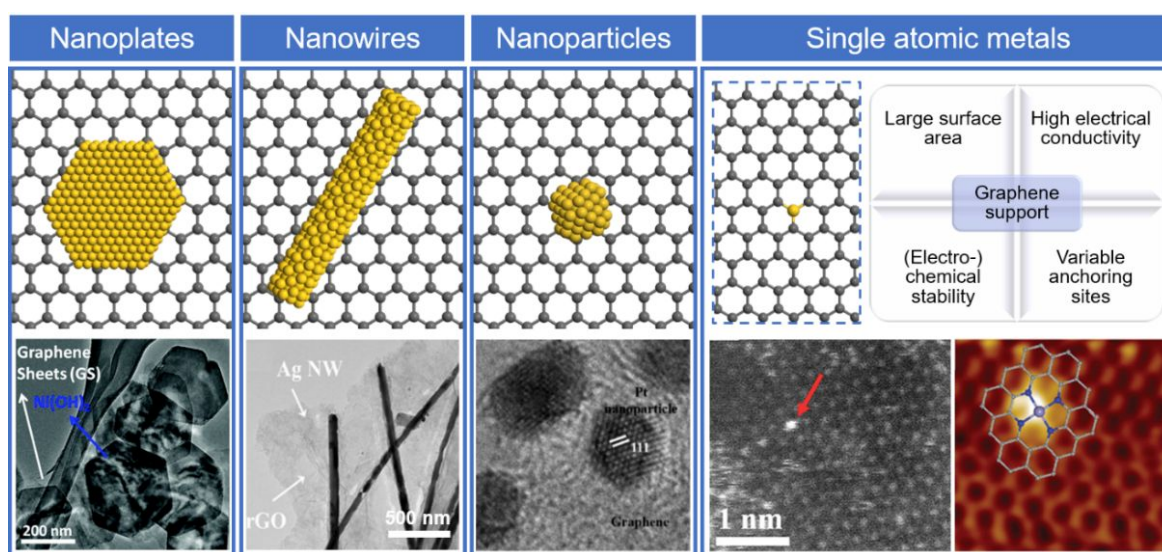 Nanoplates
Nanowires
Nanoparticles
Single atomic metals
Large surface
area
High electrical
conductivity
Graphene
support
(Electro-)
chemical
stability
Variable
anchoring
sites
Graphene
Sheets (GS)
Ni(OH)₂
200 nm
Ag NW
rGO
500 nm
Pt
nanoparticle
111
Graphene
1 nm